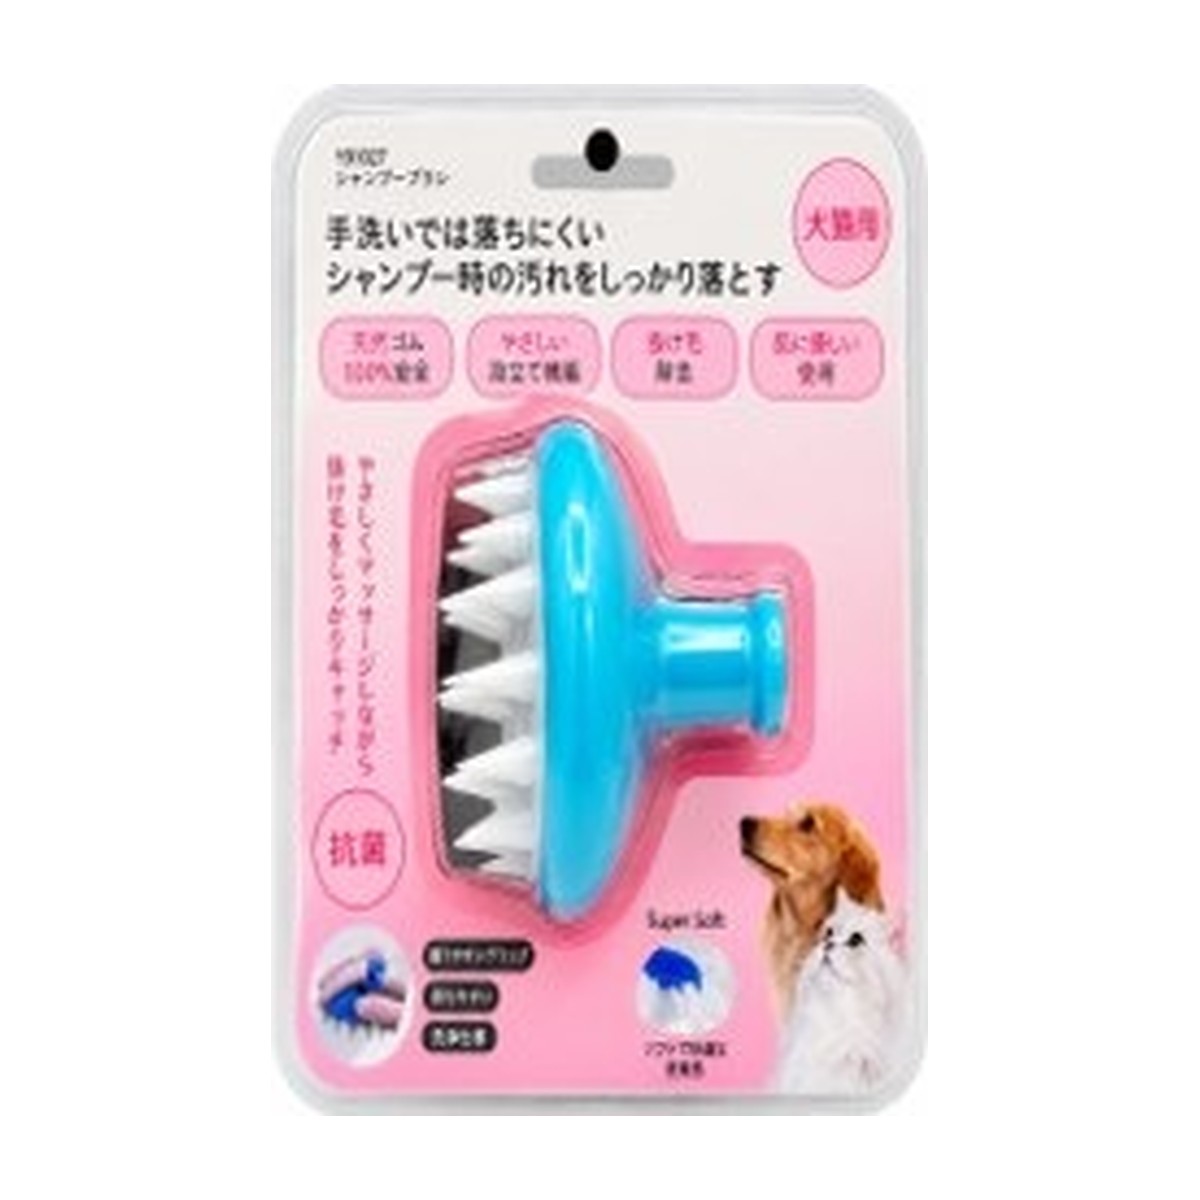 シャンプーブラシ
手洗いでは落ちにくい
シャンプー時の汚れをしっかり落とす
犬猫用
天然ゴム
100%安全
やさしい
泡立て機能
抜け毛
除去
肌に優しい
使用
やさしくマッサージしながら
抜け毛をしっかりキャッチ
抗菌
Super Soft